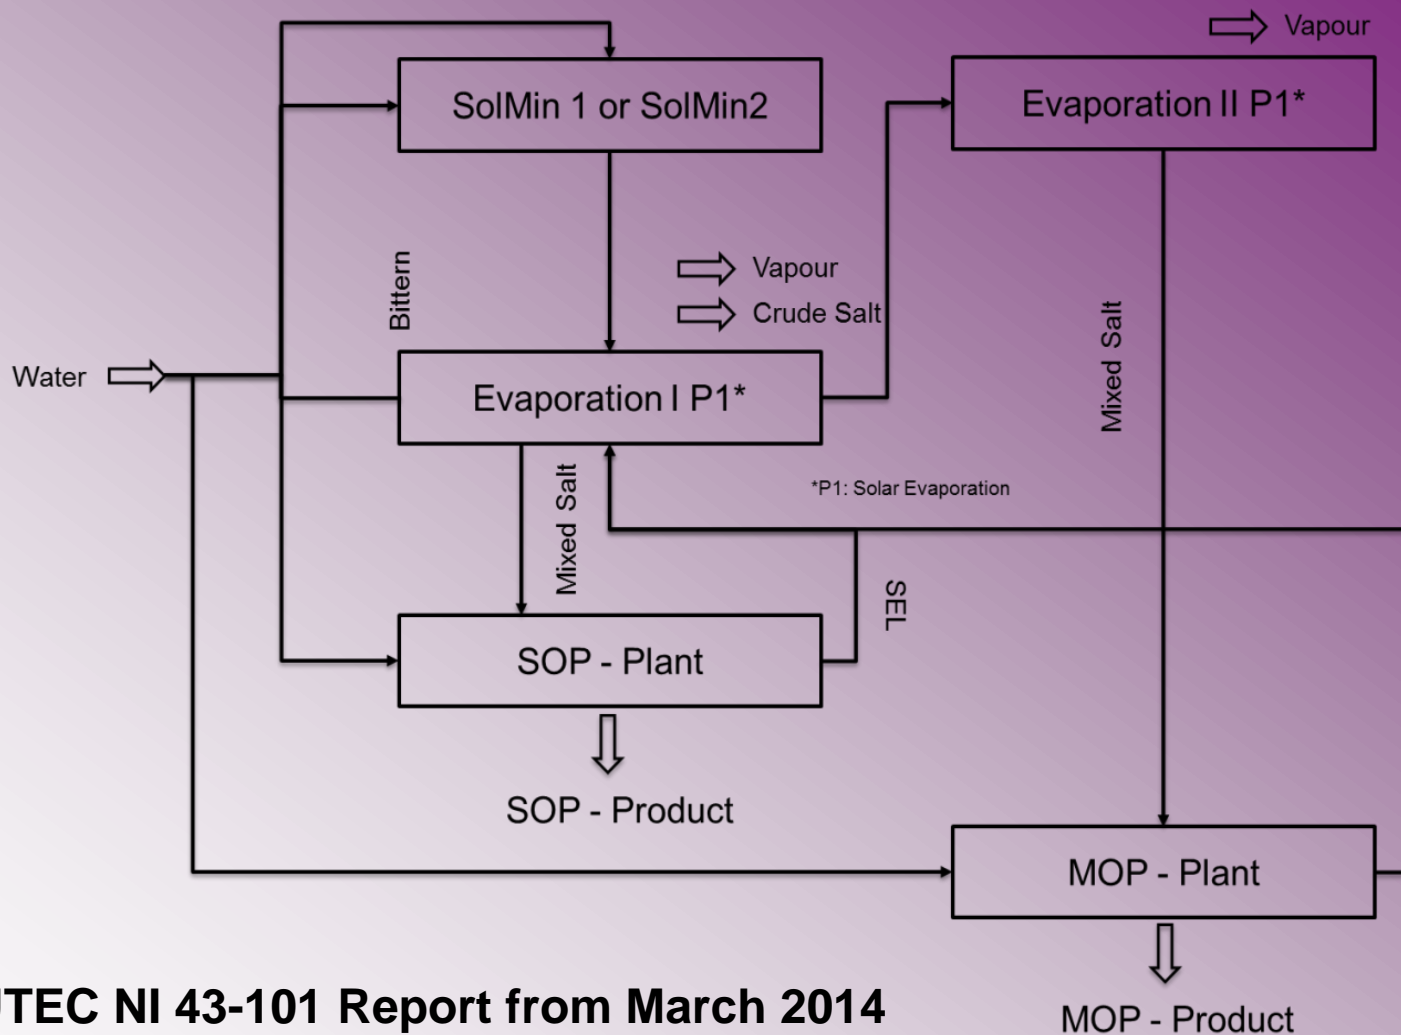 Vapour
SolMin 1 or SolMin2
Evaporation II P1*
Bittern
Vapour
Crude Salt
Mixed Salt
Water
Evaporation I P1*
Mixed Salt
*P1: Solar Evaporation
SEL
SOP - Plant
SOP - Product
MOP - Plant
NI 43-101 Report from March 2014
MOP - Product